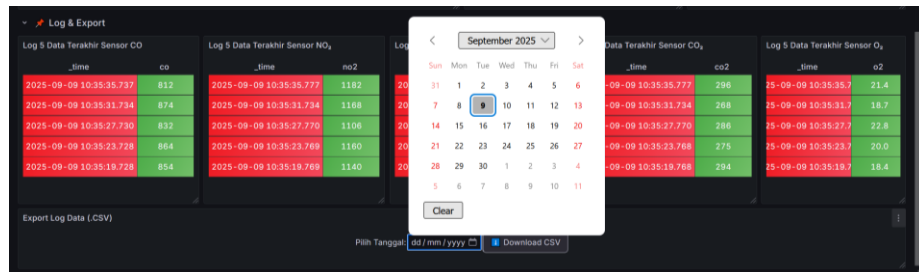 Log & Export
Log 5 Data Terakhir Sensor CO
_time co
2025-09-09 10:35:35.737 812
2025-09-09 10:35:31.734 874
2025-09-09 10:35:27.730 832
2025-09-09 10:35:23.728 864
2025-09-09 10:35:19.728 854
Log 5 Data Terakhir Sensor NO₂
_time no2
2025-09-09 10:35:35.777 1182
2025-09-09 10:35:31.734 1168
2025-09-09 10:35:27.770 1106
2025-09-09 10:35:23.769 1160
2025-09-09 10:35:19.769 1140
Log
20
20
20
20
20
September 2025
Sun Mon Tue Wed Thu Fri Sat
31 1 2 3 4 5 6
7 8 9 10 11 12 13
14 15 16 17 18 19 20
21 22 23 24 25 26 27
28 29 30 1 2 3 4
5 6 7 8 9 10 11
Clear
Data Terakhir Sensor CO₂
_time co2
-09-09 10:35:35.777 296
-09-09 10:35:31.734 268
-09-09 10:35:27.770 286
-09-09 10:35:23.768 275
-09-09 10:35:19.768 294
Log 5 Data Terakhir Sensor O₂
_time o2
25-09-09 10:35:35.7 21.4
25-09-09 10:35:31.7 18.7
25-09-09 10:35:27.7 22.8
25-09-09 10:35:23.7 20.0
25-09-09 10:35:19.7 18.4
Export Log Data (.CSV)
Pilih Tanggal: dd/mm/yyyy Download CSV